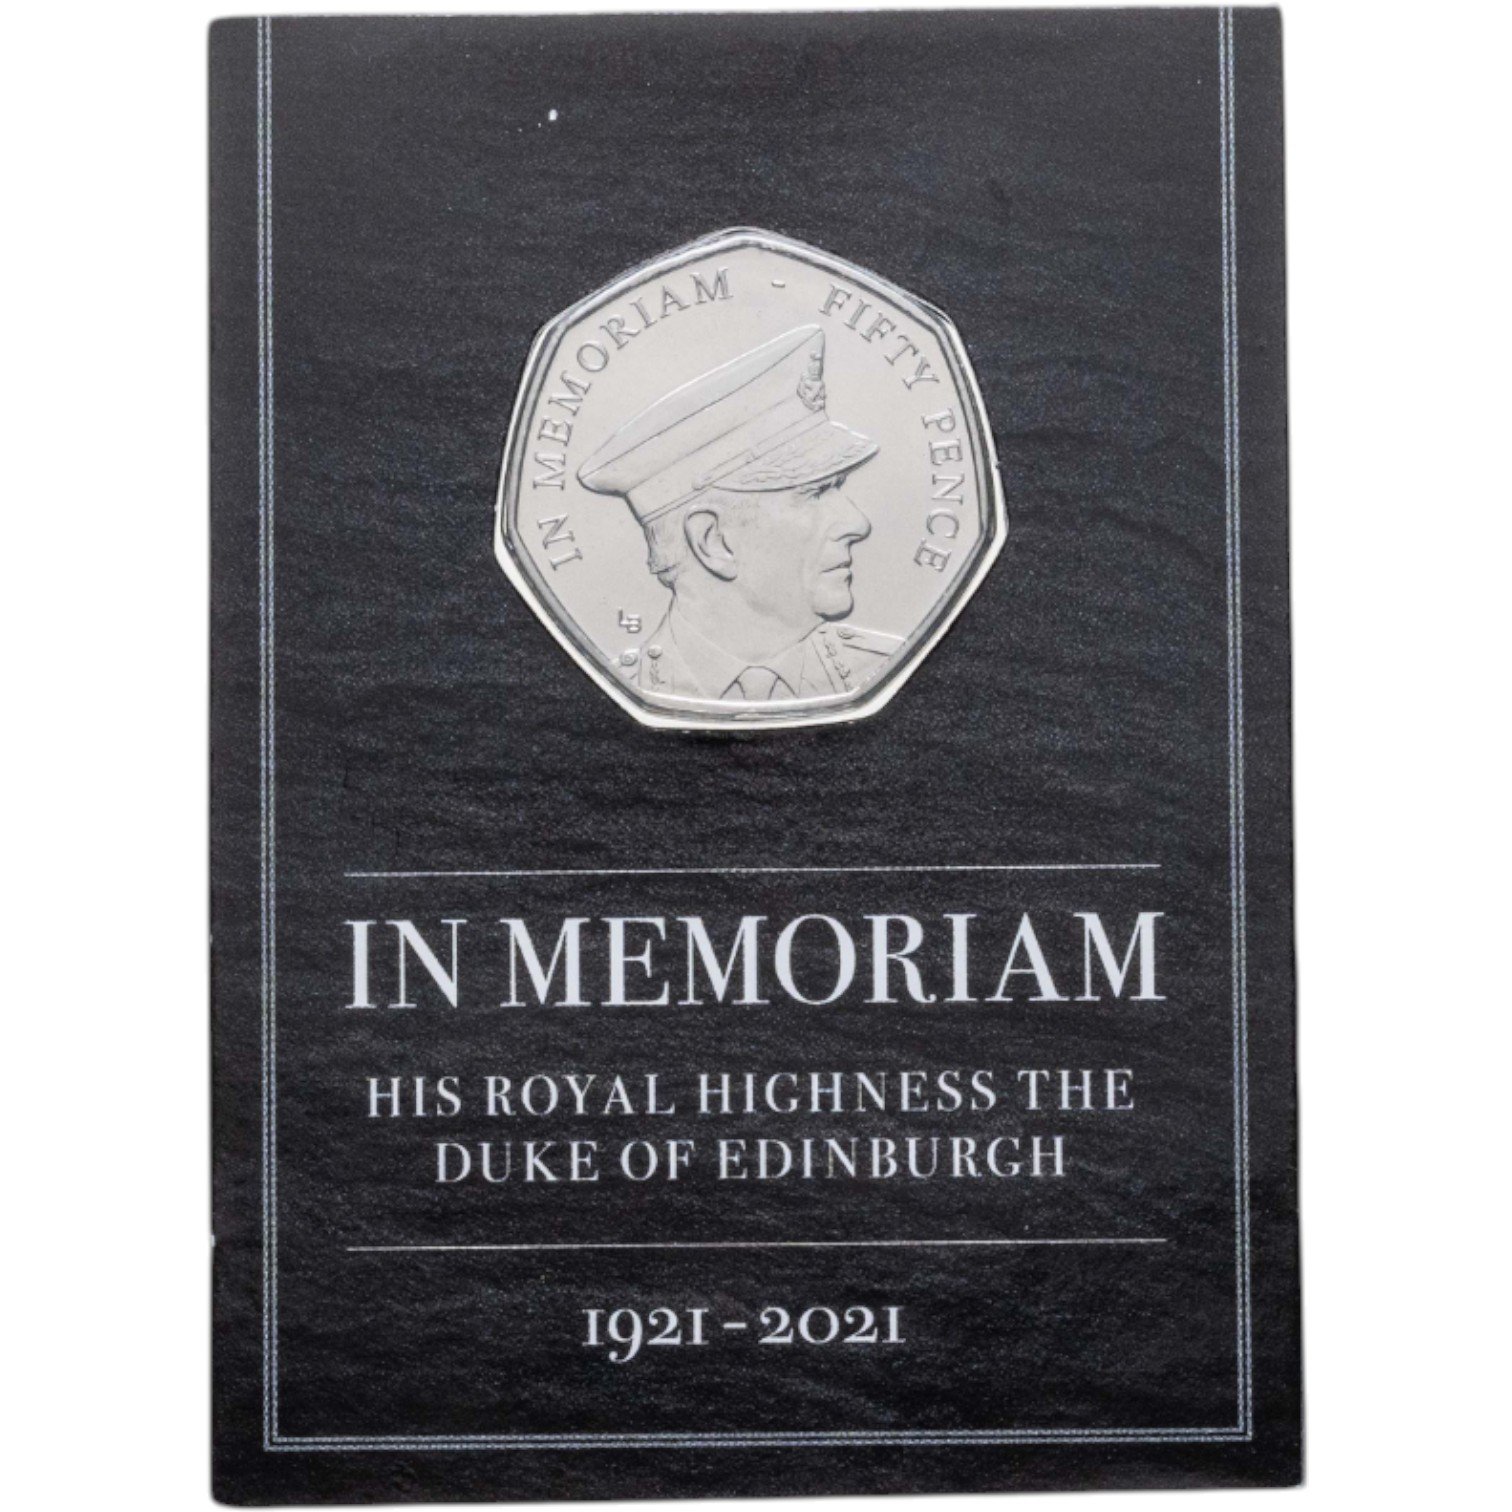 IN MEMORIAM - FIFTY PENCE
IN MEMORIAM
HIS ROYAL HIGHNESS THE
DUKE OF EDINBURGH
1921-2021